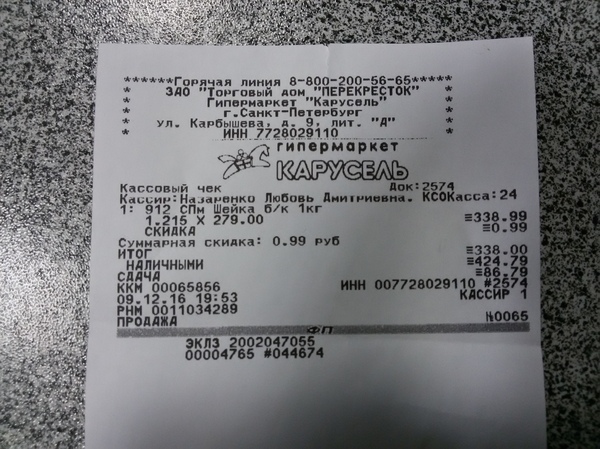 *****Горячая линия 8-800-200-56-65*****
* ЗАО "Торговый дом "ПЕРЕКРЕСТОК" *
* Гипермаркет "Карусель" *
* г.Санкт-Петербург *
* ул. Карбышева, д. 9, лит. "Д" *
* ИНН 7728029110 *
гипермаркет
КАРУСЕЛЬ
Кассовый чек Док:2574
Кассир:Назаренко Любовь Дмитриевна. КСОКасса:24
1: 912 СПм Шейка б/к 1кг
1.215 X 279.00 ≡338.99
СКИДКА ≡0.99
Суммарная скидка: 0.99 руб
ИТОГ ≡338.00
НАЛИЧНЫМИ ≡424.79
СДАЧА ≡86.79
ККМ 00065856 ИНН 007728029110 #2574
09.12.16 19:53 КАССИР 1
РНМ 0011034289
ПРОДАЖА №0065
ФП
ЭКЛЗ 2002047055
00004765 #044674